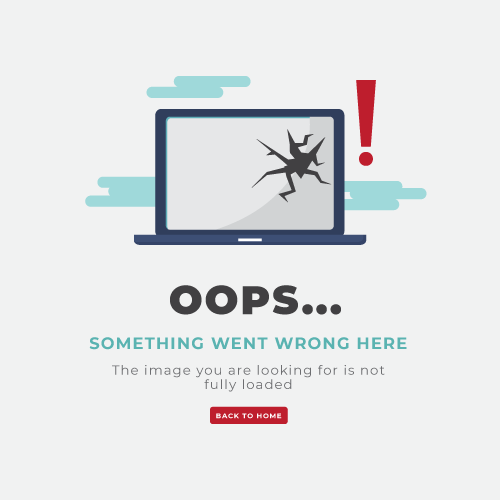 !
OOPS...
SOMETHING WENT WRONG HERE
The image you are looking for is not
fully loaded
BACK TO HOME